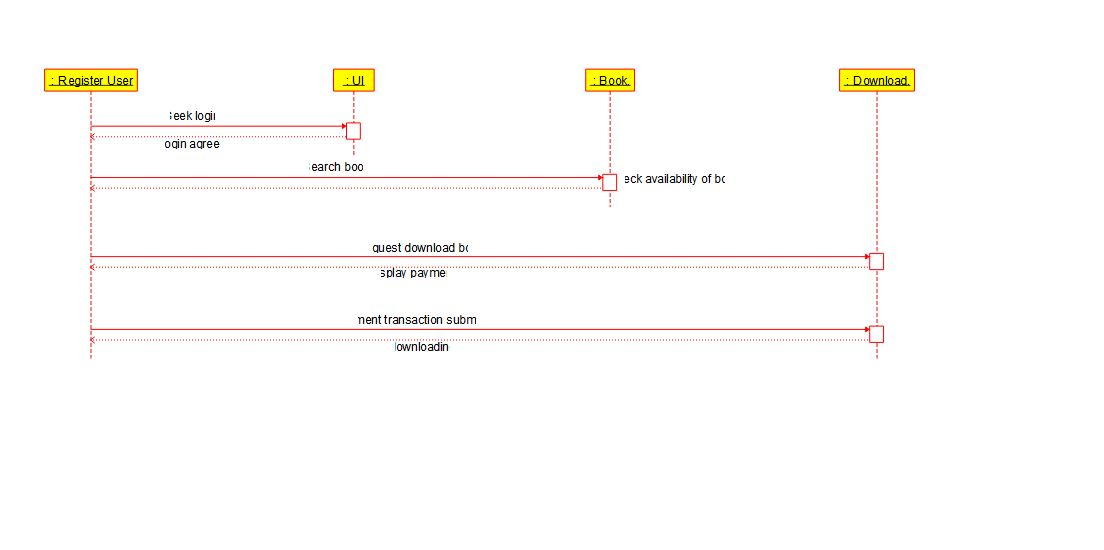 : Register User
: UI
: Book.
: Download.
seek login
ogin agree
earch boo
eck availability of bo
quest download bo
splay payme
ment transaction subm
downloadin